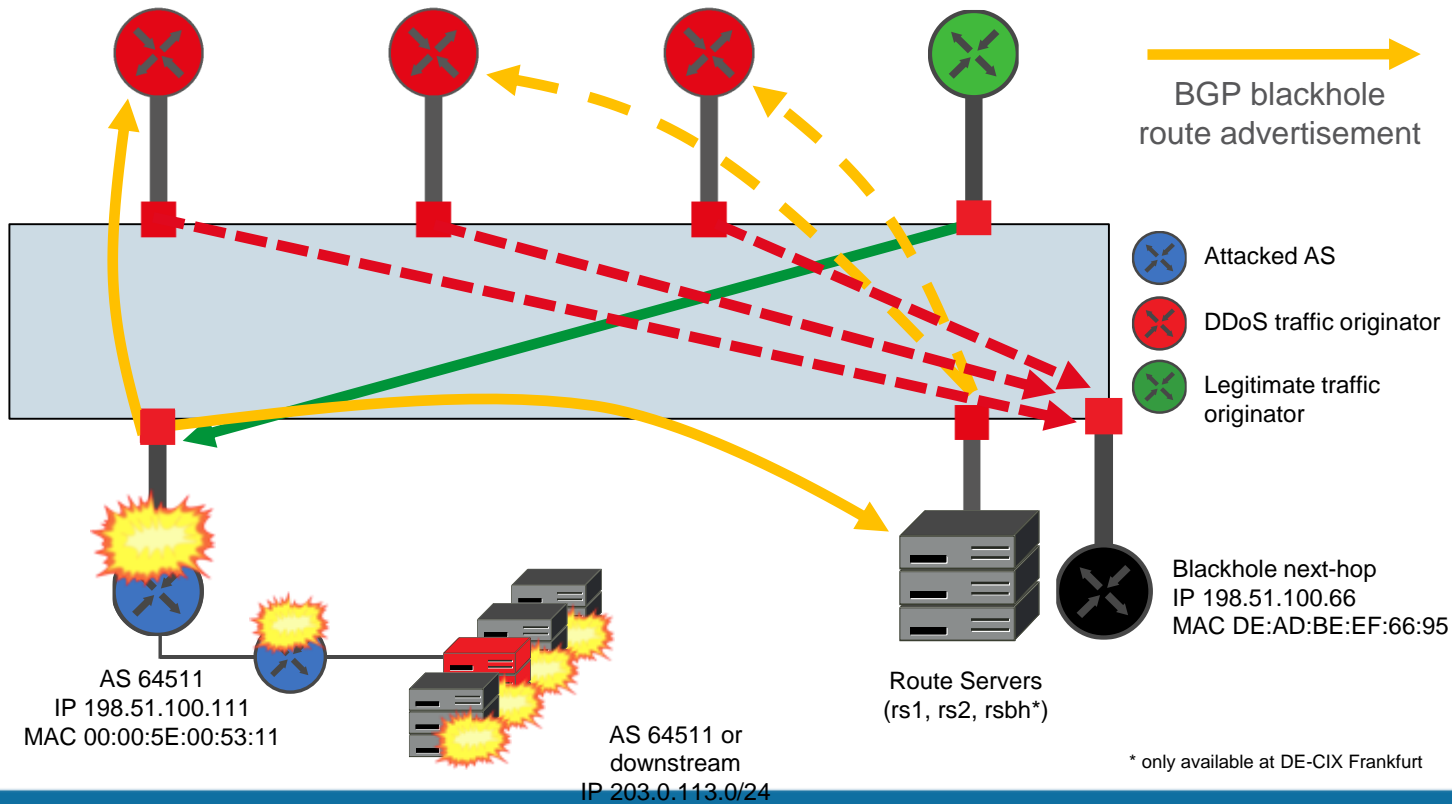 BGP blackhole
route advertisement
Attacked AS
DDoS traffic originator
Legitimate traffic
originator
Blackhole next-hop
IP 198.51.100.66
MAC DE:AD:BE:EF:66:95
Route Servers
(rs1, rs2, rsbh*)
AS 64511
IP 198.51.100.111
MAC 00:00:5E:00:53:11
AS 64511 or
downstream
IP 203.0.113.0/24
* only available at DE-CIX Frankfurt